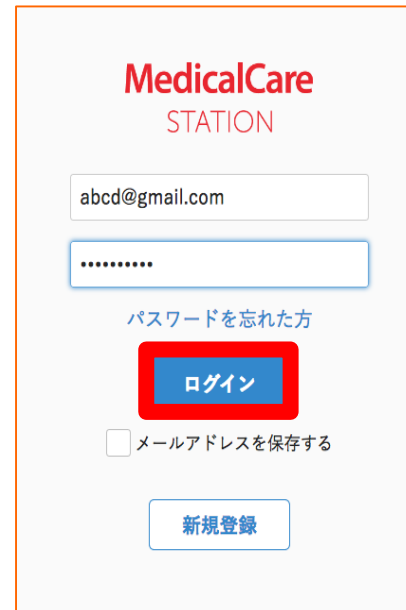 MedicalCare
STATION
abcd@gmail.com
••••••••••
パスワードを忘れた方
ログイン
メールアドレスを保存する
新規登録